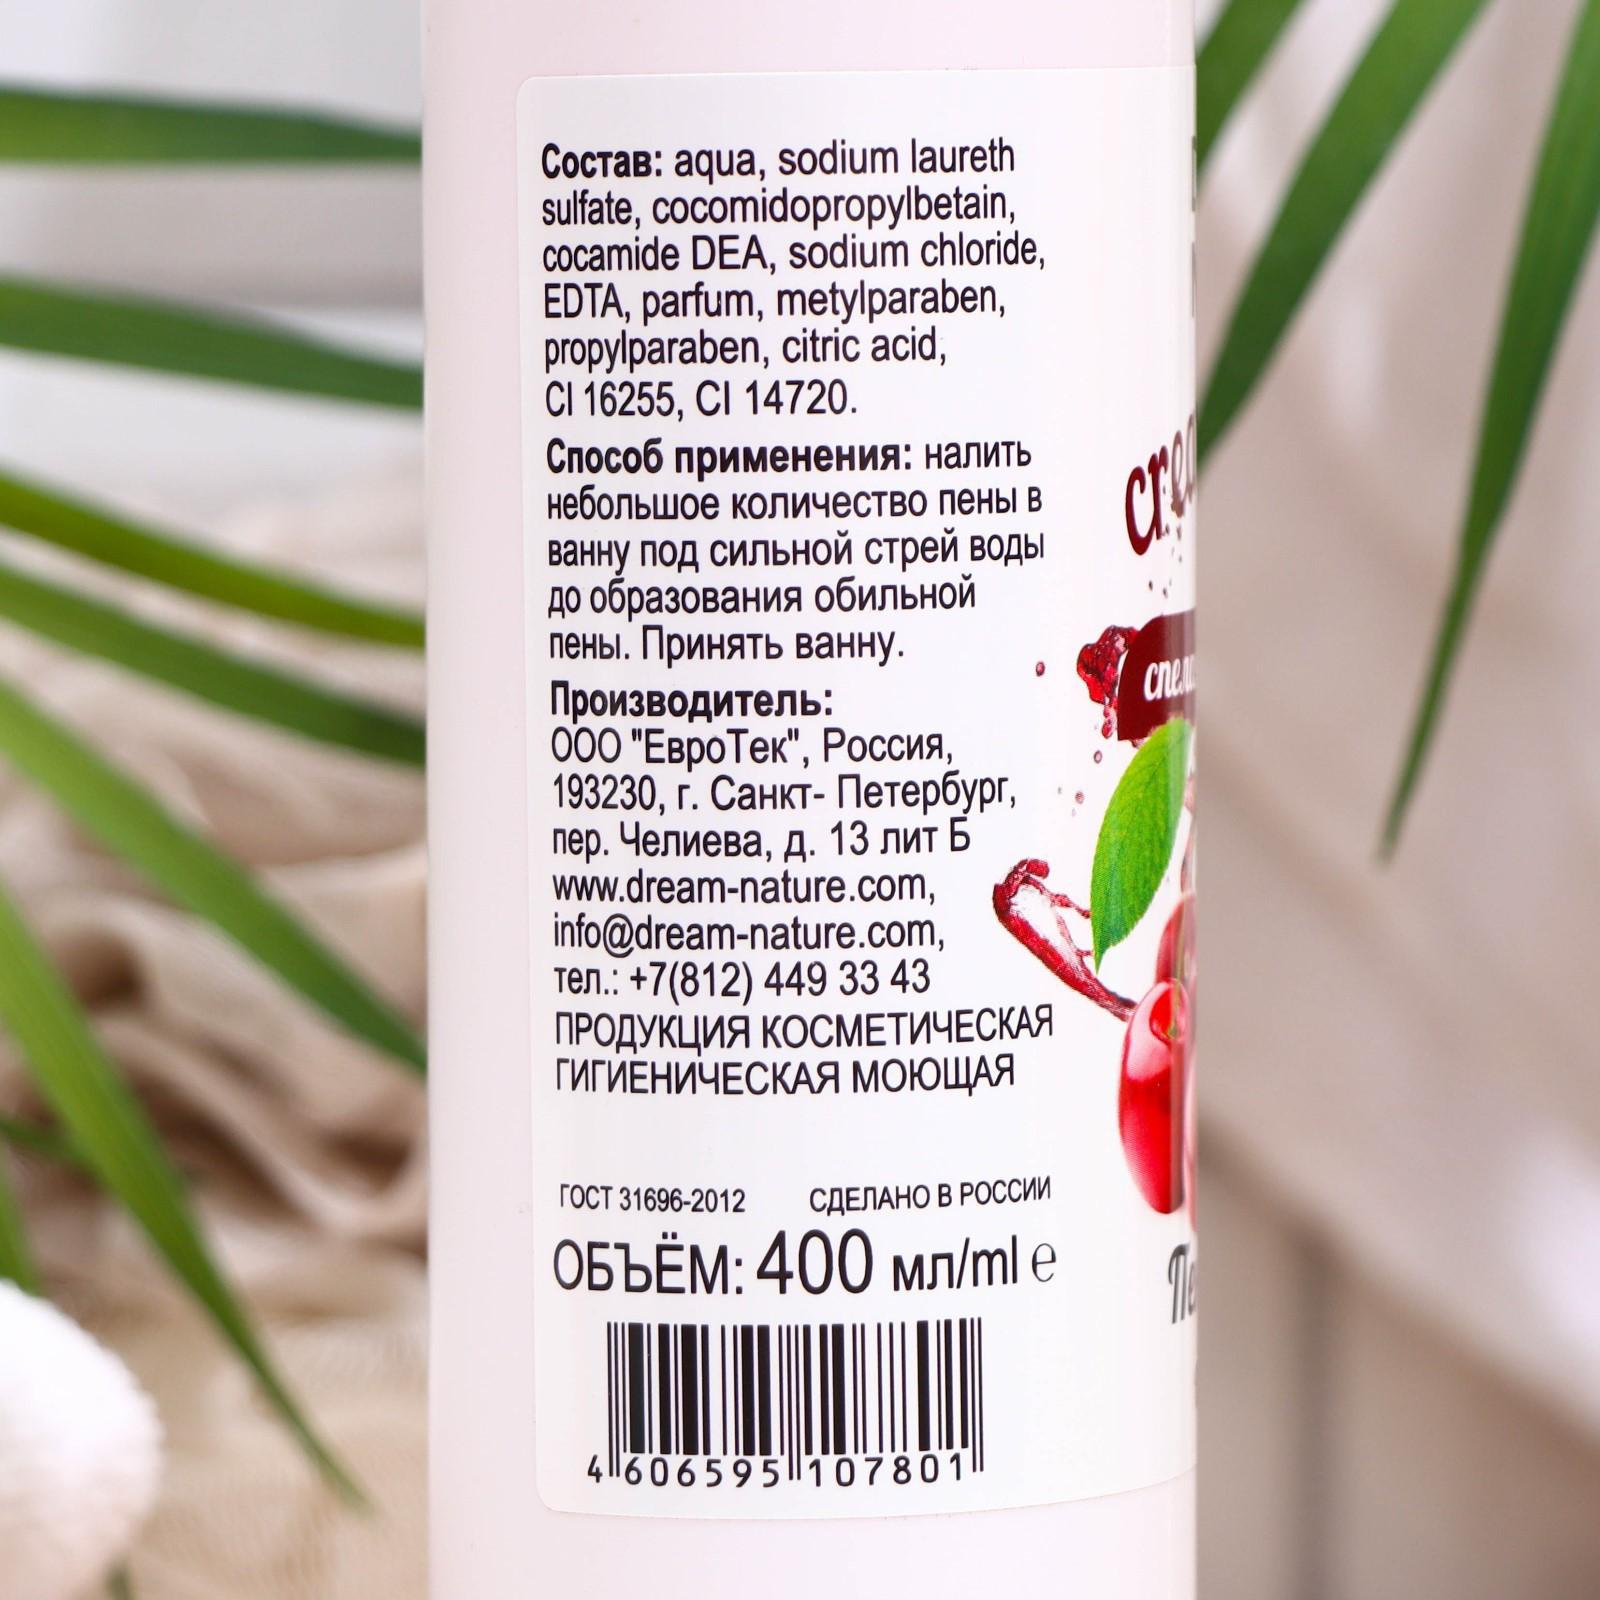 Состав: aqua, sodium laureth
sulfate, cocomidopropylbetain,
cocamide DEA, sodium chloride,
EDTA, parfum, metylparaben,
propylparaben, citric acid,
CI 16255, CI 14720.
Способ применения: налить
небольшое количество пены в
ванну под сильной стрей воды
до образования обильной
пены. Принять ванну.
Производитель:
ООО "ЕвроТек", Россия,
193230, г. Санкт- Петербург,
пер. Челиева, д. 13 лит Б
www.dream-nature.com,
info@dream-nature.com,
тел.: +7(812) 449 33 43
ПРОДУКЦИЯ КОСМЕТИЧЕСКАЯ
ГИГИЕНИЧЕСКАЯ МОЮЩАЯ
ГОСТ 31696-2012 СДЕЛАНО В РОССИИ
ОБЪЁМ: 400 мл/ml ℮
4 606595 107801